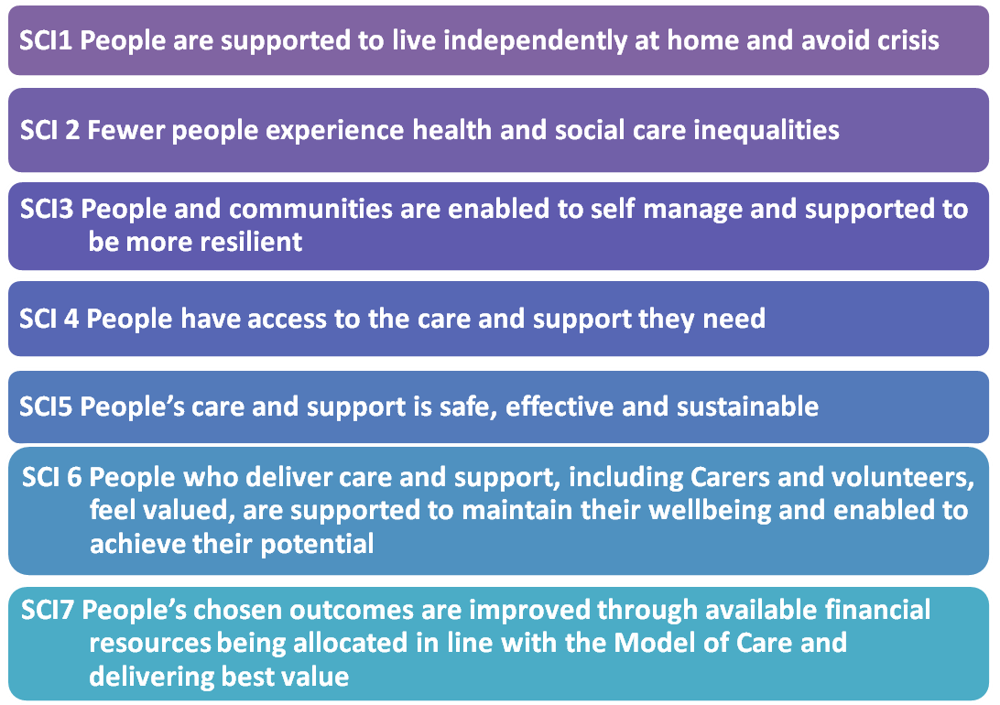 SCI1 People are supported to live independently at home and avoid crisis
SCI 2 Fewer people experience health and social care inequalities
SCI3 People and communities are enabled to self manage and supported to
be more resilient
SCI 4 People have access to the care and support they need
SCI5 People’s care and support is safe, effective and sustainable
SCI 6 People who deliver care and support, including Carers and volunteers,
feel valued, are supported to maintain their wellbeing and enabled to
achieve their potential
SCI7 People’s chosen outcomes are improved through available financial
resources being allocated in line with the Model of Care and
delivering best value